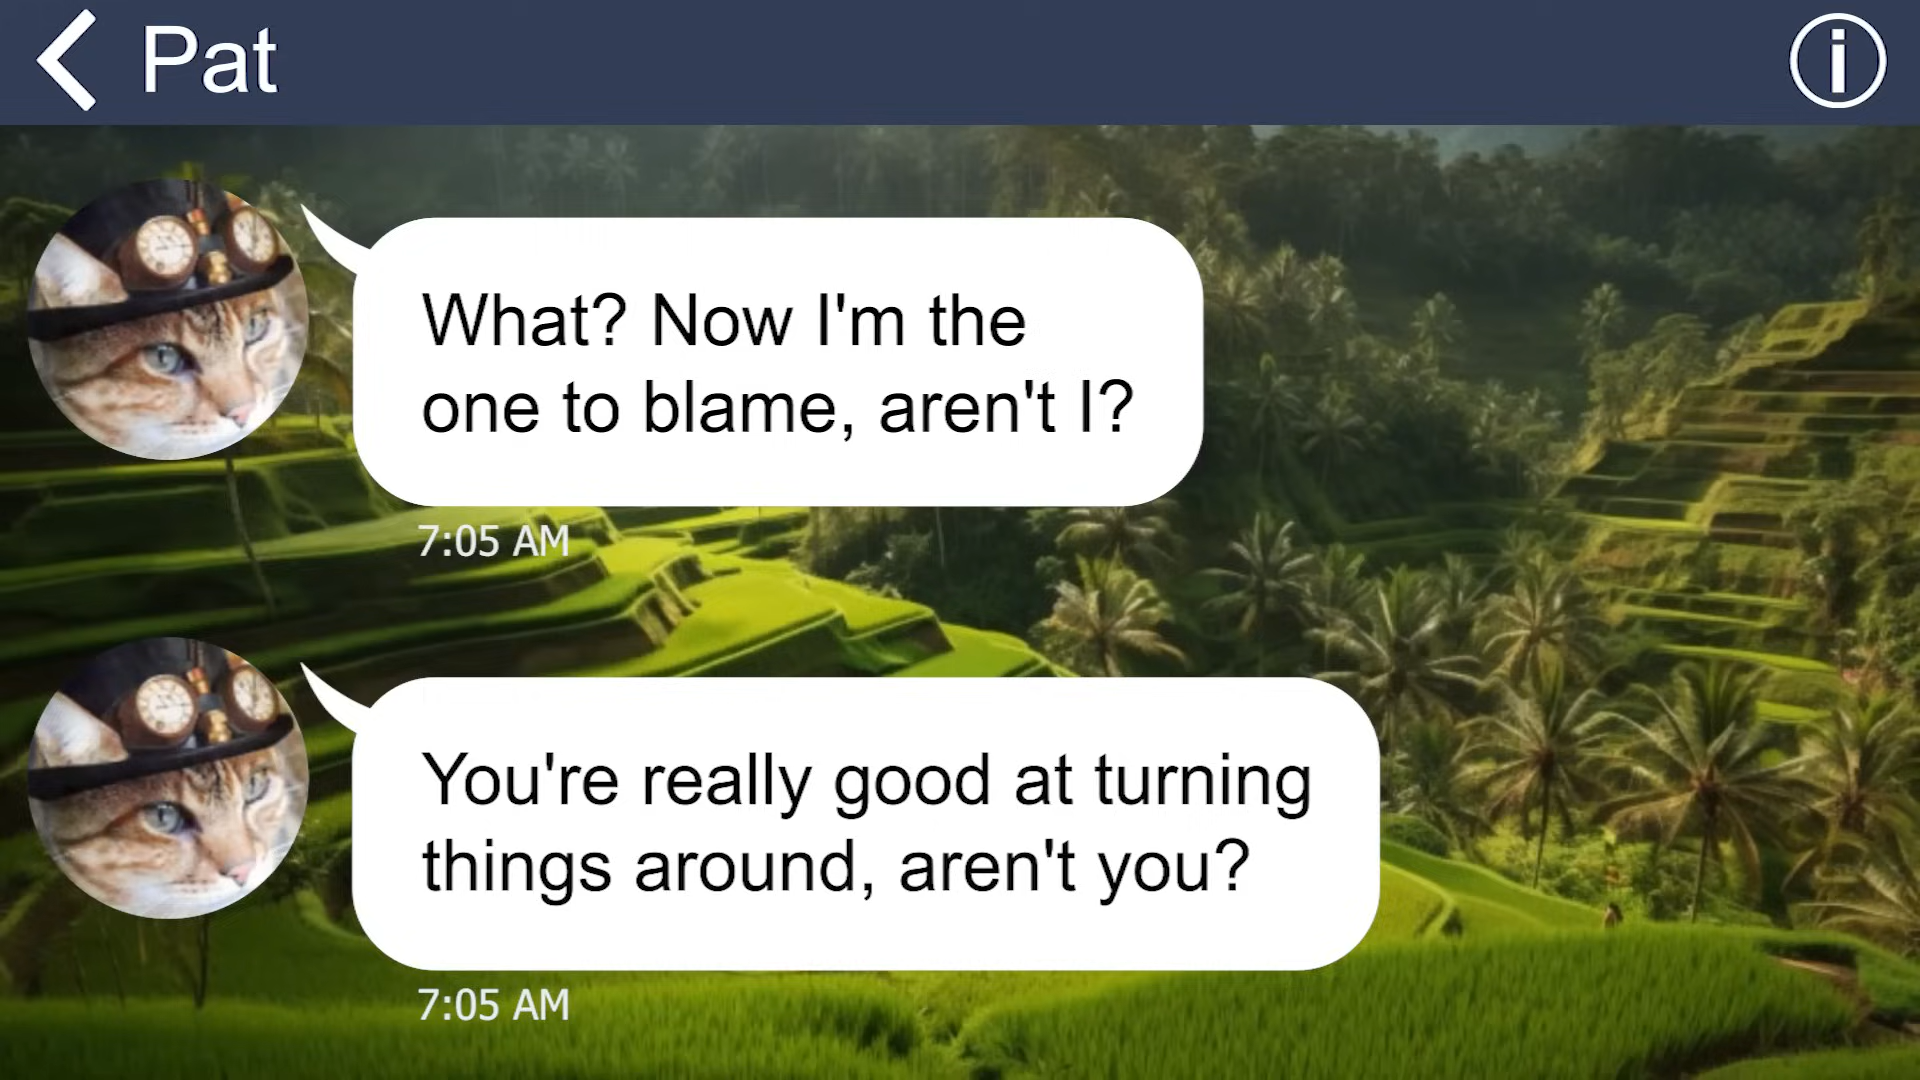 Pat
What? Now I'm the
one to blame, aren't I?
7:05 AM
You're really good at turning
things around, aren't you?
7:05 AM